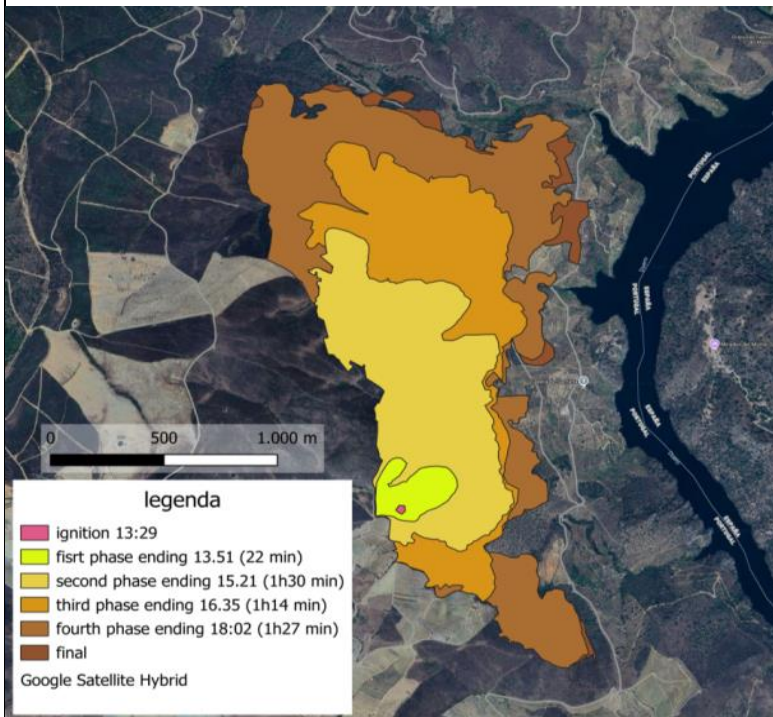 PORTUGAL
ESPAÑA
ESPAÑA
PORTUGAL
ESPAÑA
PORTUGAL
ESPAÑA
PORTUGAL
0 500 1.000 m
legenda
ignition 13:29
fisrt phase ending 13.51 (22 min)
second phase ending 15.21 (1h30 min)
third phase ending 16.35 (1h14 min)
fourth phase ending 18:02 (1h27 min)
final
Google Satellite Hybrid